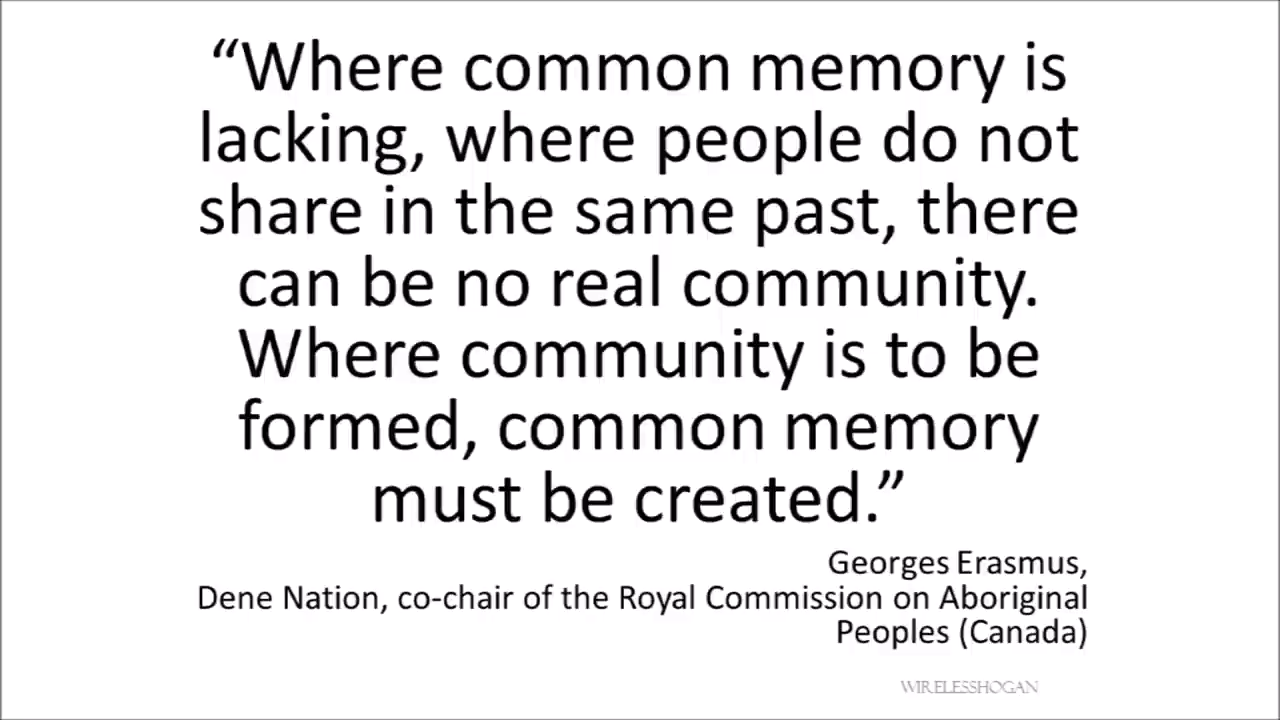 “Where common memory is
lacking, where people do not
share in the same past, there
can be no real community.
Where community is to be
formed, common memory
must be created.”
Georges Erasmus,
Dene Nation, co-chair of the Royal Commission on Aboriginal
Peoples (Canada)
WIRELESSHOGAN